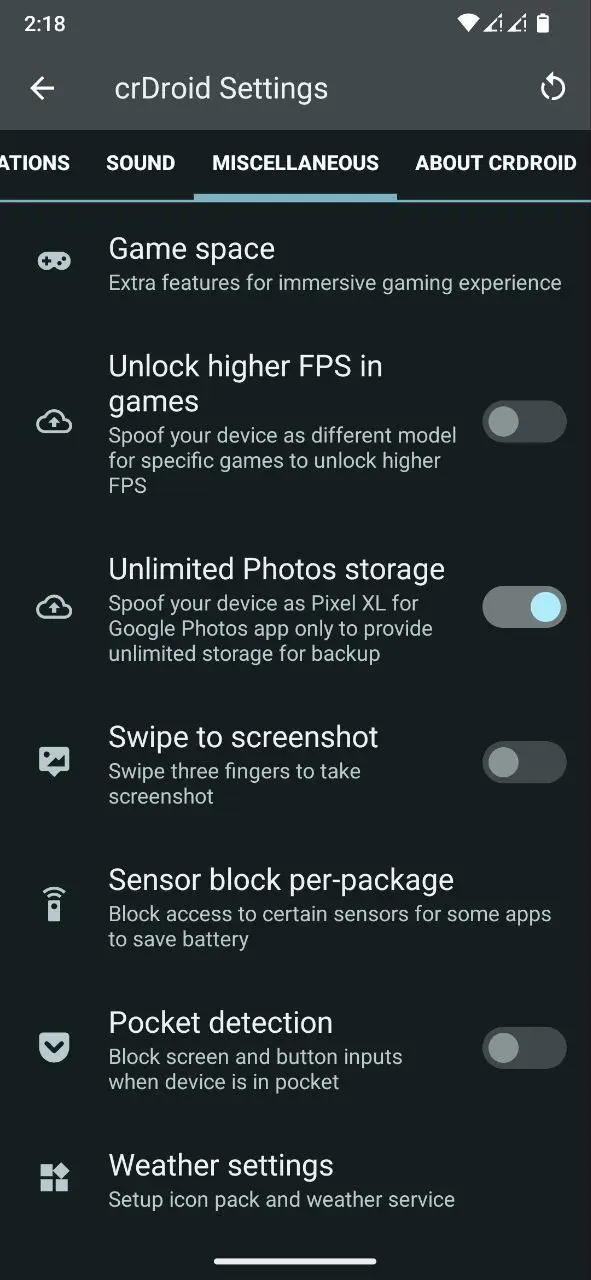 2:18
crDroid Settings
ATIONS SOUND MISCELLANEOUS ABOUT CRDROID
Game space
Extra features for immersive gaming experience
Unlock higher FPS in
games
Spoof your device as different model
for specific games to unlock higher
FPS
Unlimited Photos storage
Spoof your device as Pixel XL for
Google Photos app only to provide
unlimited storage for backup
Swipe to screenshot
Swipe three fingers to take
screenshot
Sensor block per-package
Block access to certain sensors for some apps
to save battery
Pocket detection
Block screen and button inputs
when device is in pocket
Weather settings
Setup icon pack and weather service